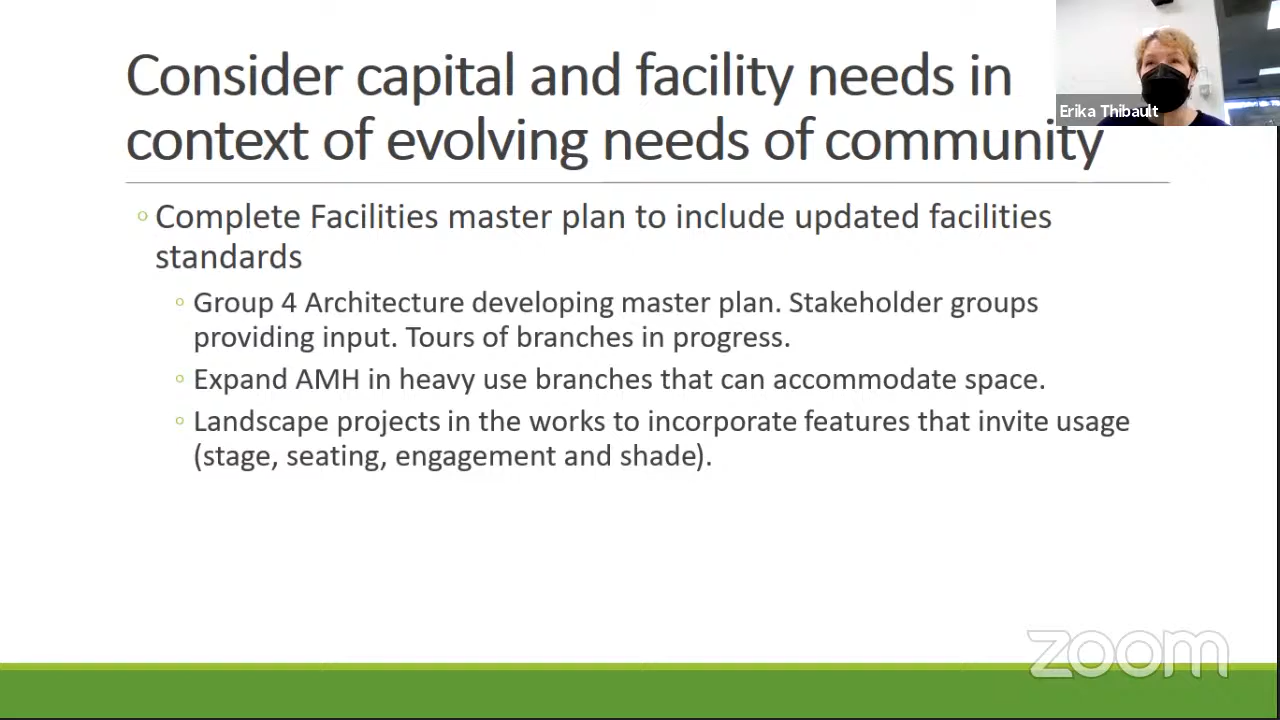 Consider capital and facility needs in
context of evolving needs of community
Erika Thibault
Complete Facilities master plan to include updated facilities
standards
Group 4 Architecture developing master plan. Stakeholder groups
providing input. Tours of branches in progress.
Expand AMH in heavy use branches that can accommodate space.
Landscape projects in the works to incorporate features that invite usage
(stage, seating, engagement and shade).
zoom